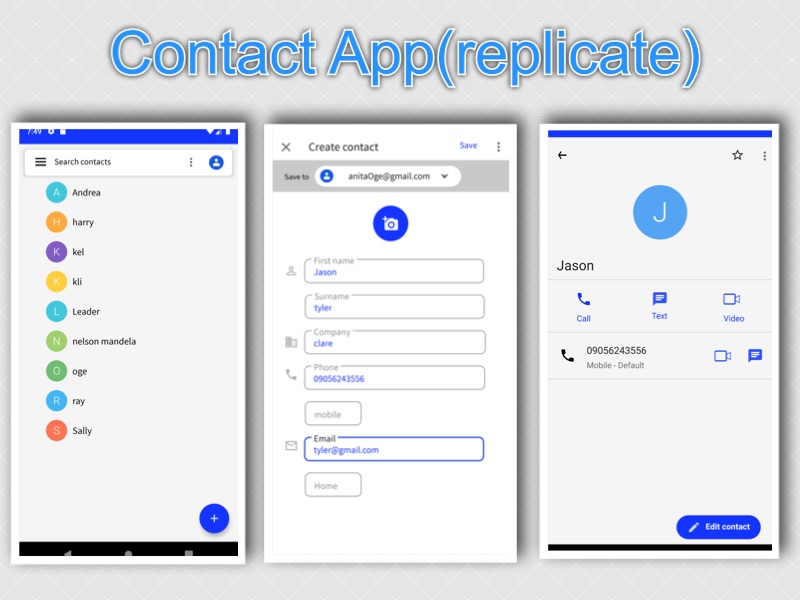 Contact App(replicate)
7:49
Search contacts
A Andrea
H harry
K kel
K kli
L Leader
N nelson mandela
O oge
R ray
S Sally
+
Create contact Save
Save to anitaOge@gmail.com
First name
Jason
Surname
tyler
Company
clare
Phone
09056243556
mobile
Email
tyler@gmail.com
Home
J
Jason
Call Text Video
09056243556
Mobile - Default
Edit contact